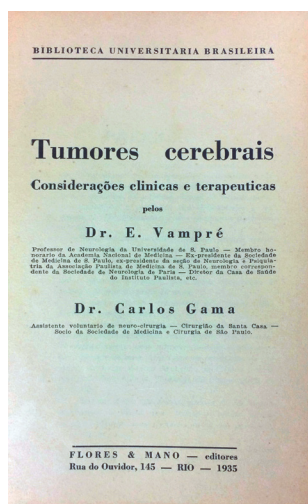 BIBLIOTECA UNIVERSITARIA BRASILEIRA
Tumores cerebrais
Considerações clinicas e terapeuticas
pelos
Dr. E. Vampré
Professor de Neurologia da Universidade de S. Paulo — Membro ho-
norario da Academia Nacional de Medicina — Ex-presidente da Sociedade
de Medicina de S. Paulo, ex-presidente da seção de Neurologia e Psiquia-
tria da Associação Paulista de Medicina de S. Paulo, membro correspon-
dente da Sociedade de Neurologia de Paris — Diretor da Casa de Saúde
do Instituto Paulista, etc.
Dr. Carlos Gama
Assistente voluntario de neuro-cirurgia — Cirurgião da Santa Casa —
Socio da Sociedade de Medicina e Cirurgia de São Paulo.
FLORES & MANO — editores
Rua do Ouvidor, 145 — RIO — 1935